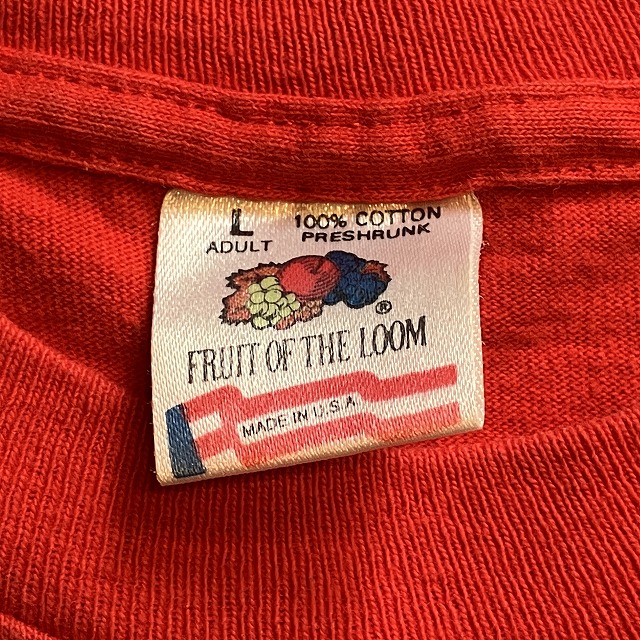 L
ADULT
100% COTTON
PRESHRUNK
®
FRUIT OF THE LOOM
MADE IN U.S.A.